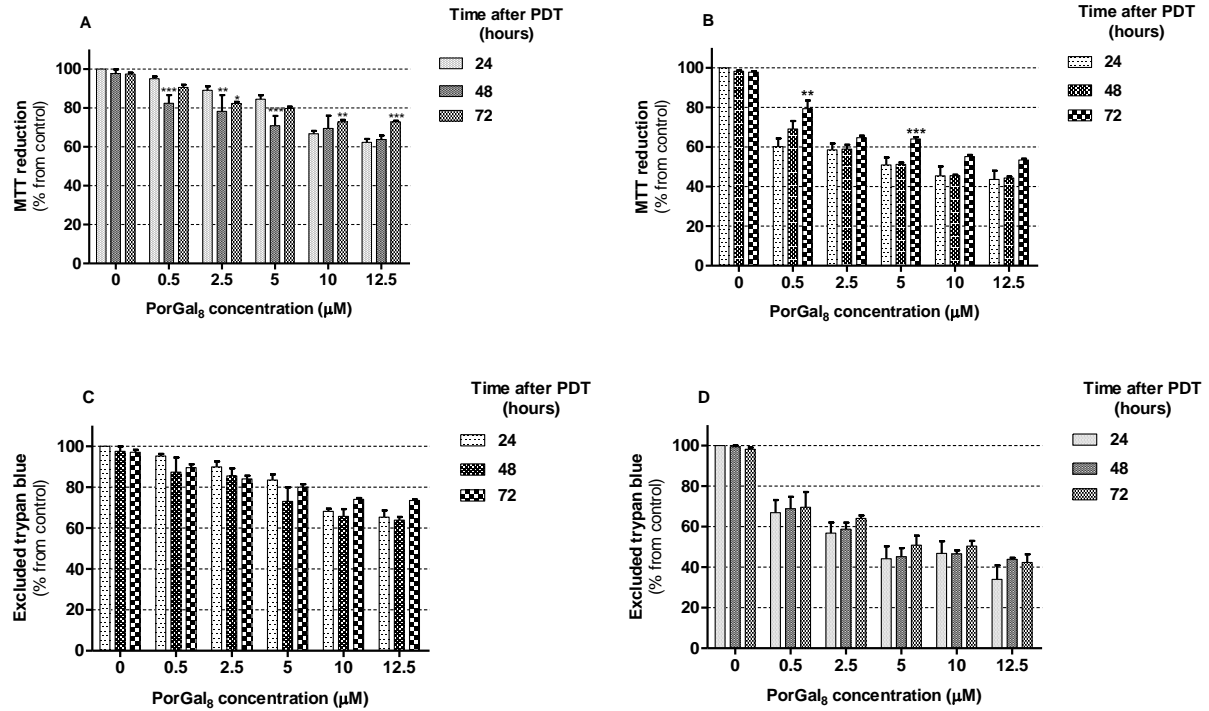 A
Time after PDT
(hours)
24
48
72
MTT reduction
(% from control)
100
80
60
40
20
0
***
**
*
***
**
***
0 0.5 2.5 5 10 12.5
PorGal₈ concentration (μM)
B
Time after PDT
(hours)
24
48
72
MTT reduction
(% from control)
100
80
60
40
20
0
**
***
0 0.5 2.5 5 10 12.5
PorGal₈ concentration (μM)
C
Time after PDT
(hours)
24
48
72
Excluded trypan blue
(% from control)
100
80
60
40
20
0
0 0.5 2.5 5 10 12.5
PorGal₈ concentration (μM)
D
Time after PDT
(hours)
24
48
72
Excluded trypan blue
(% from control)
100
80
60
40
20
0
0 0.5 2.5 5 10 12.5
PorGal₈ concentration (μM)